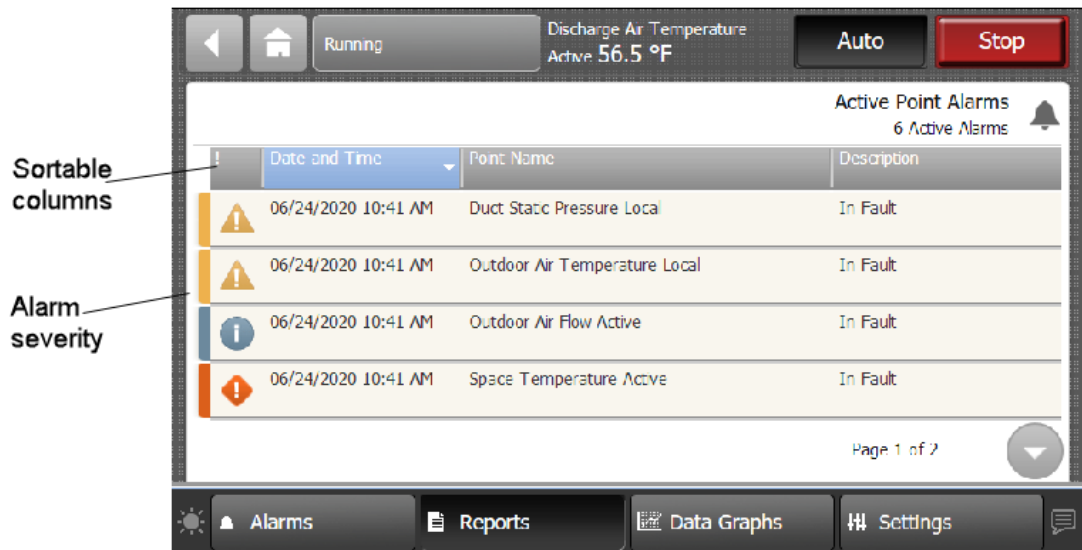 Running
Discharge Air Temperature
Active 56.5 °F
Auto
Stop
Active Point Alarms
6 Active Alarms
Sortable
columns
! Date and Time Point Name Description
06/24/2020 10:41 AM Duct Static Pressure Local In Fault
06/24/2020 10:41 AM Outdoor Air Temperature Local In Fault
Alarm
severity
06/24/2020 10:41 AM Outdoor Air Flow Active In Fault
06/24/2020 10:41 AM Space Temperature Active In Fault
Page 1 of 2
Alarms Reports Data Graphs Settings